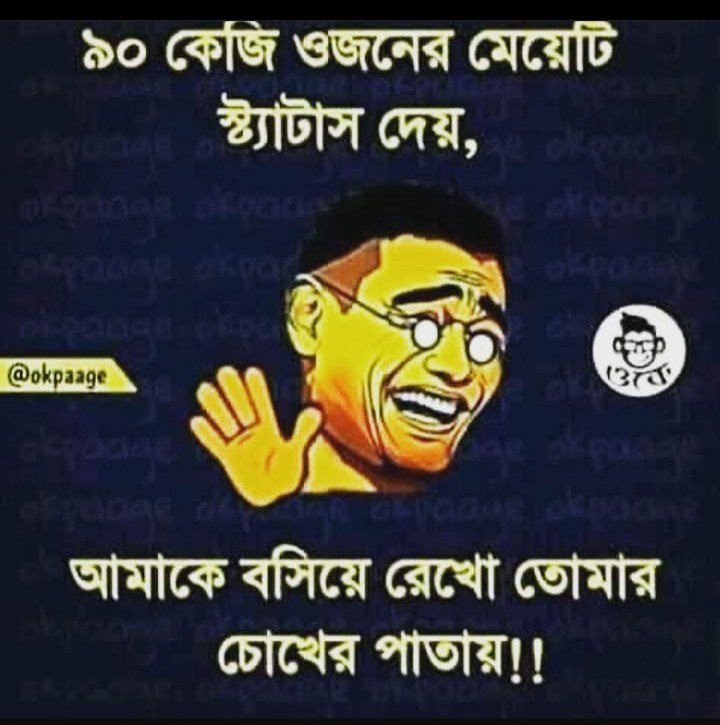 ৯০ কেজি ওজনের মেয়েটি
স্ট্যাটাস দেয়,
@okpaage
ওকে
আমাকে বসিয়ে রেখো তোমার
চোখের পাতায়!!